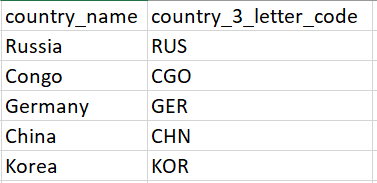 country_name country_3_letter_code
Russia RUS
Congo CGO
Germany GER
China CHN
Korea KOR